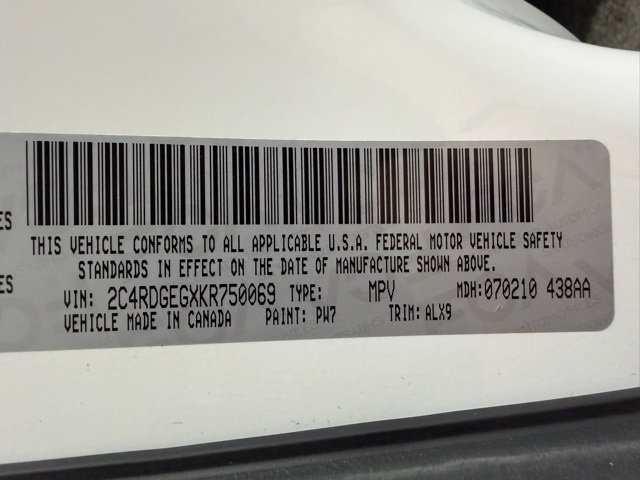 THIS VEHICLE CONFORMS TO ALL APPLICABLE U.S.A. FEDERAL MOTOR VEHICLE SAFETY
STANDARDS IN EFFECT ON THE DATE OF MANUFACTURE SHOWN ABOVE.
VIN: 2C4RDGEGXKR750069 TYPE: MPV MDH:070210 438AA
VEHICLE MADE IN CANADA PAINT: PW7 TRIM: ALX9